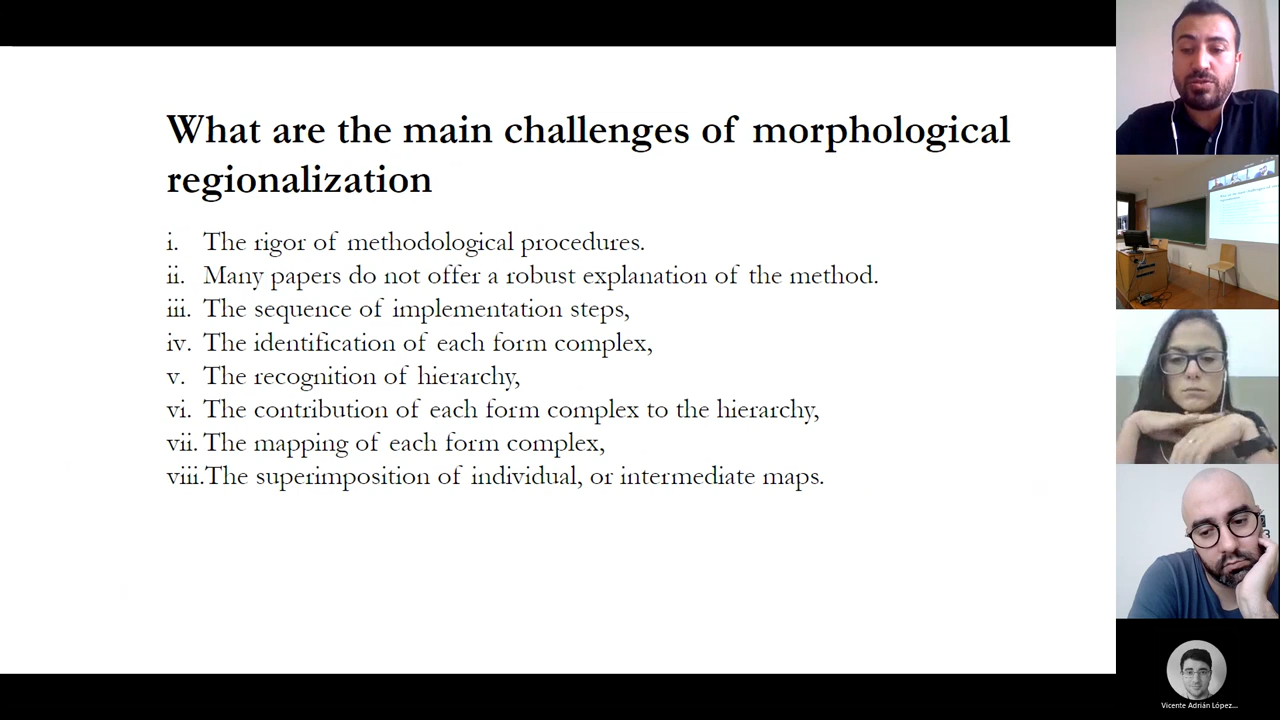 What are the main challenges of morphological
regionalization
i. The rigor of methodological procedures.
ii. Many papers do not offer a robust explanation of the method.
iii. The sequence of implementation steps,
iv. The identification of each form complex,
v. The recognition of hierarchy,
vi. The contribution of each form complex to the hierarchy,
vii. The mapping of each form complex,
viii.The superimposition of individual, or intermediate maps.
Vicente Adrián López...